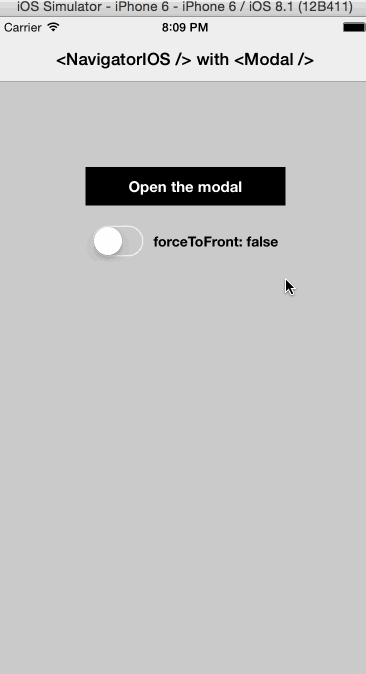 iOS Simulator - iPhone 6 - iPhone 6 / iOS 8.1 (12B411)
Carrier 8:09 PM
<NavigatorIOS /> with <Modal />
Open the modal
forceToFront: false